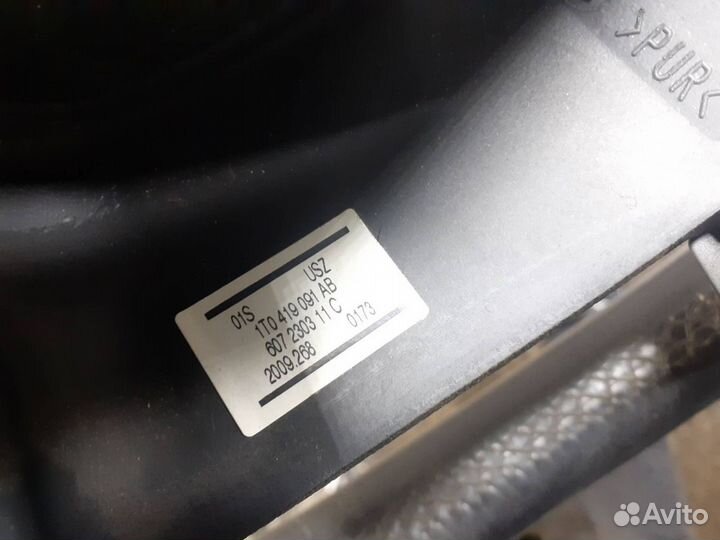 >PUR<
01S USZ
1T0 419 091 AB
607 2303 11 C
2009.268 0173
Avito